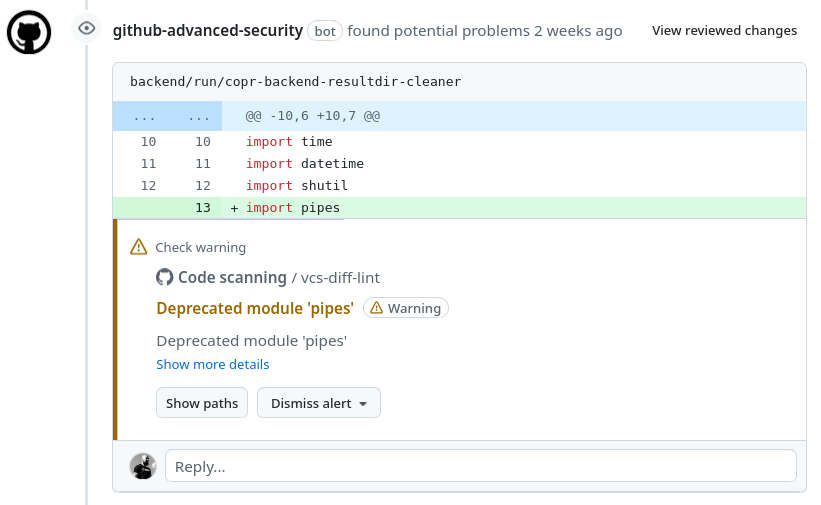 github-advanced-security bot found potential problems 2 weeks ago View reviewed changes
backend/run/copr-backend-resultdir-cleaner
... ... @@ -10,6 +10,7 @@
10 10 import time
11 11 import datetime
12 12 import shutil
13 + import pipes
Check warning
Code scanning / vcs-diff-lint
Deprecated module 'pipes' Warning
Deprecated module 'pipes'
Show more details
Show paths Dismiss alert
Reply...